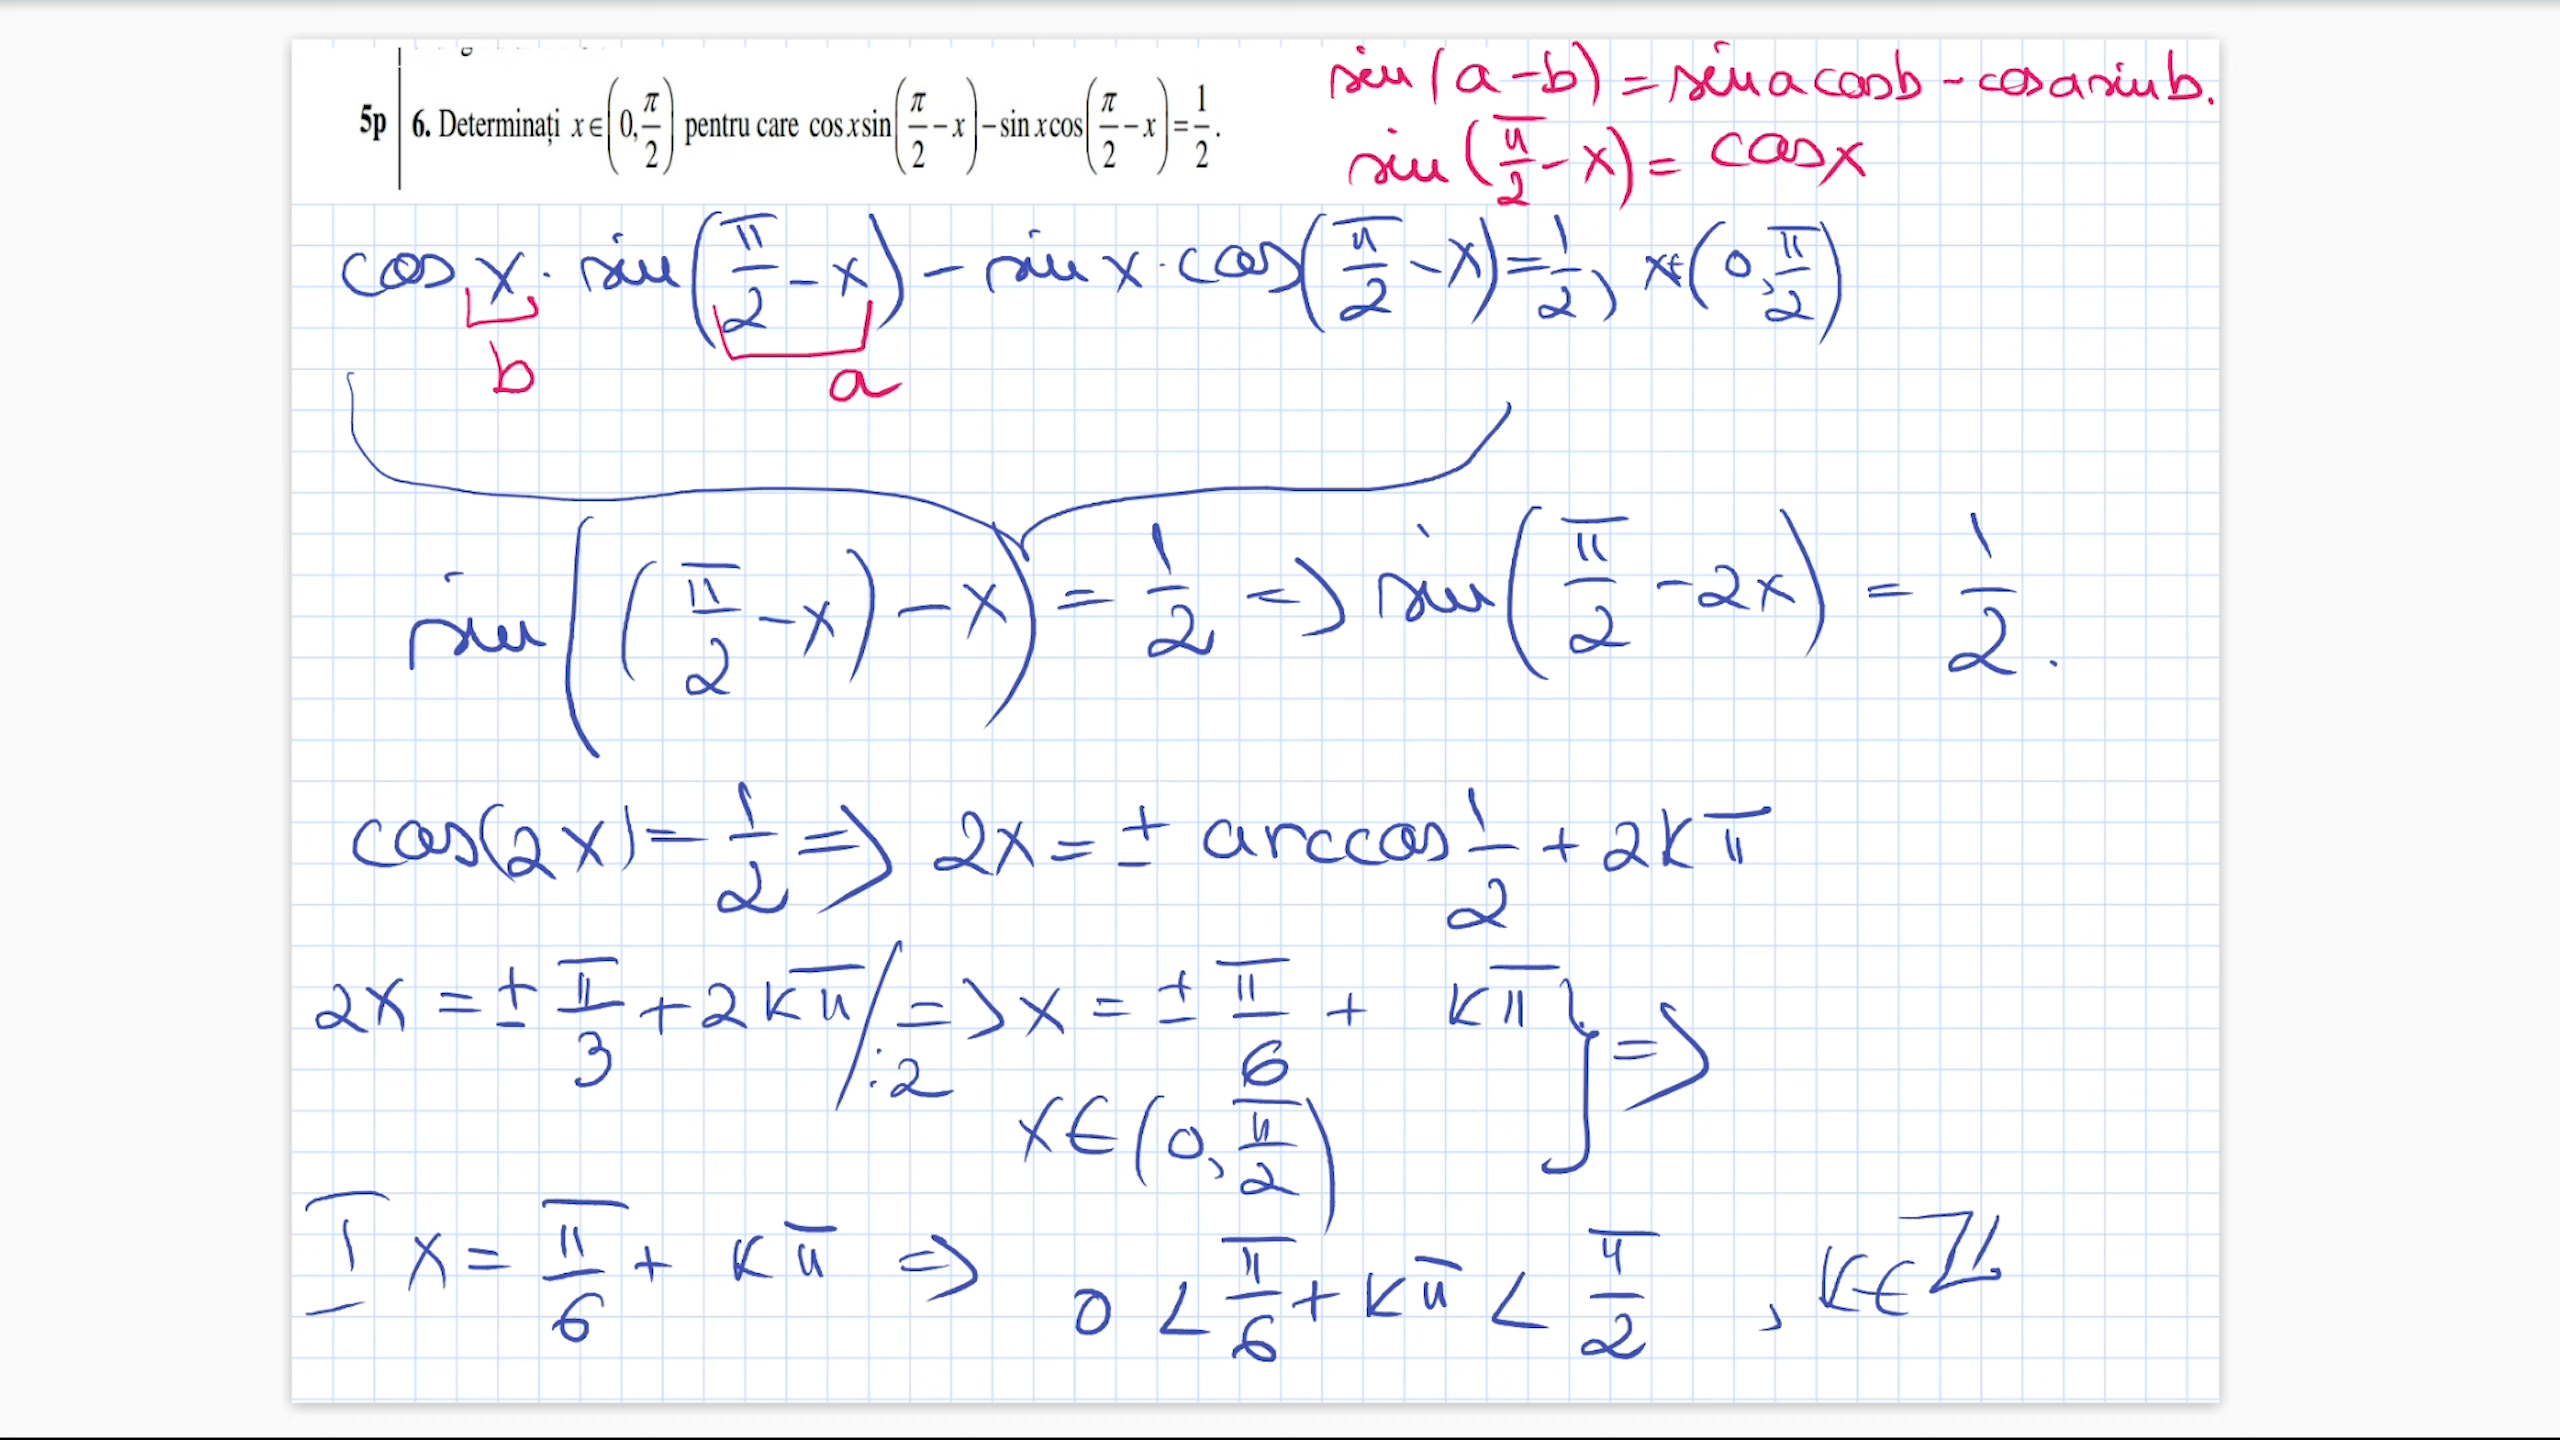 5p 6. Determinați x∈(0, π/2) pentru care cos x sin(π/2 − x) − sin x cos(π/2 − x) = 1/2.
sin(a−b) = sin a cos b − cos a sin b.
sin(π/2 − x) = cos x
cos x · sin(π/2 − x) − sin x · cos(π/2 − x) = 1/2, x∈(0, π/2)
b a
sin((π/2 − x) − x) = 1/2 => sin(π/2 − 2x) = 1/2.
cos(2x) = 1/2 => 2x = ± arccos 1/2 + 2kπ
2x = ± π/3 + 2kπ /:2 => x = ± π/6 + kπ } =>
x∈(0, π/2)
I x = π/6 + kπ => 0 < π/6 + kπ < π/2, k∈ℤ